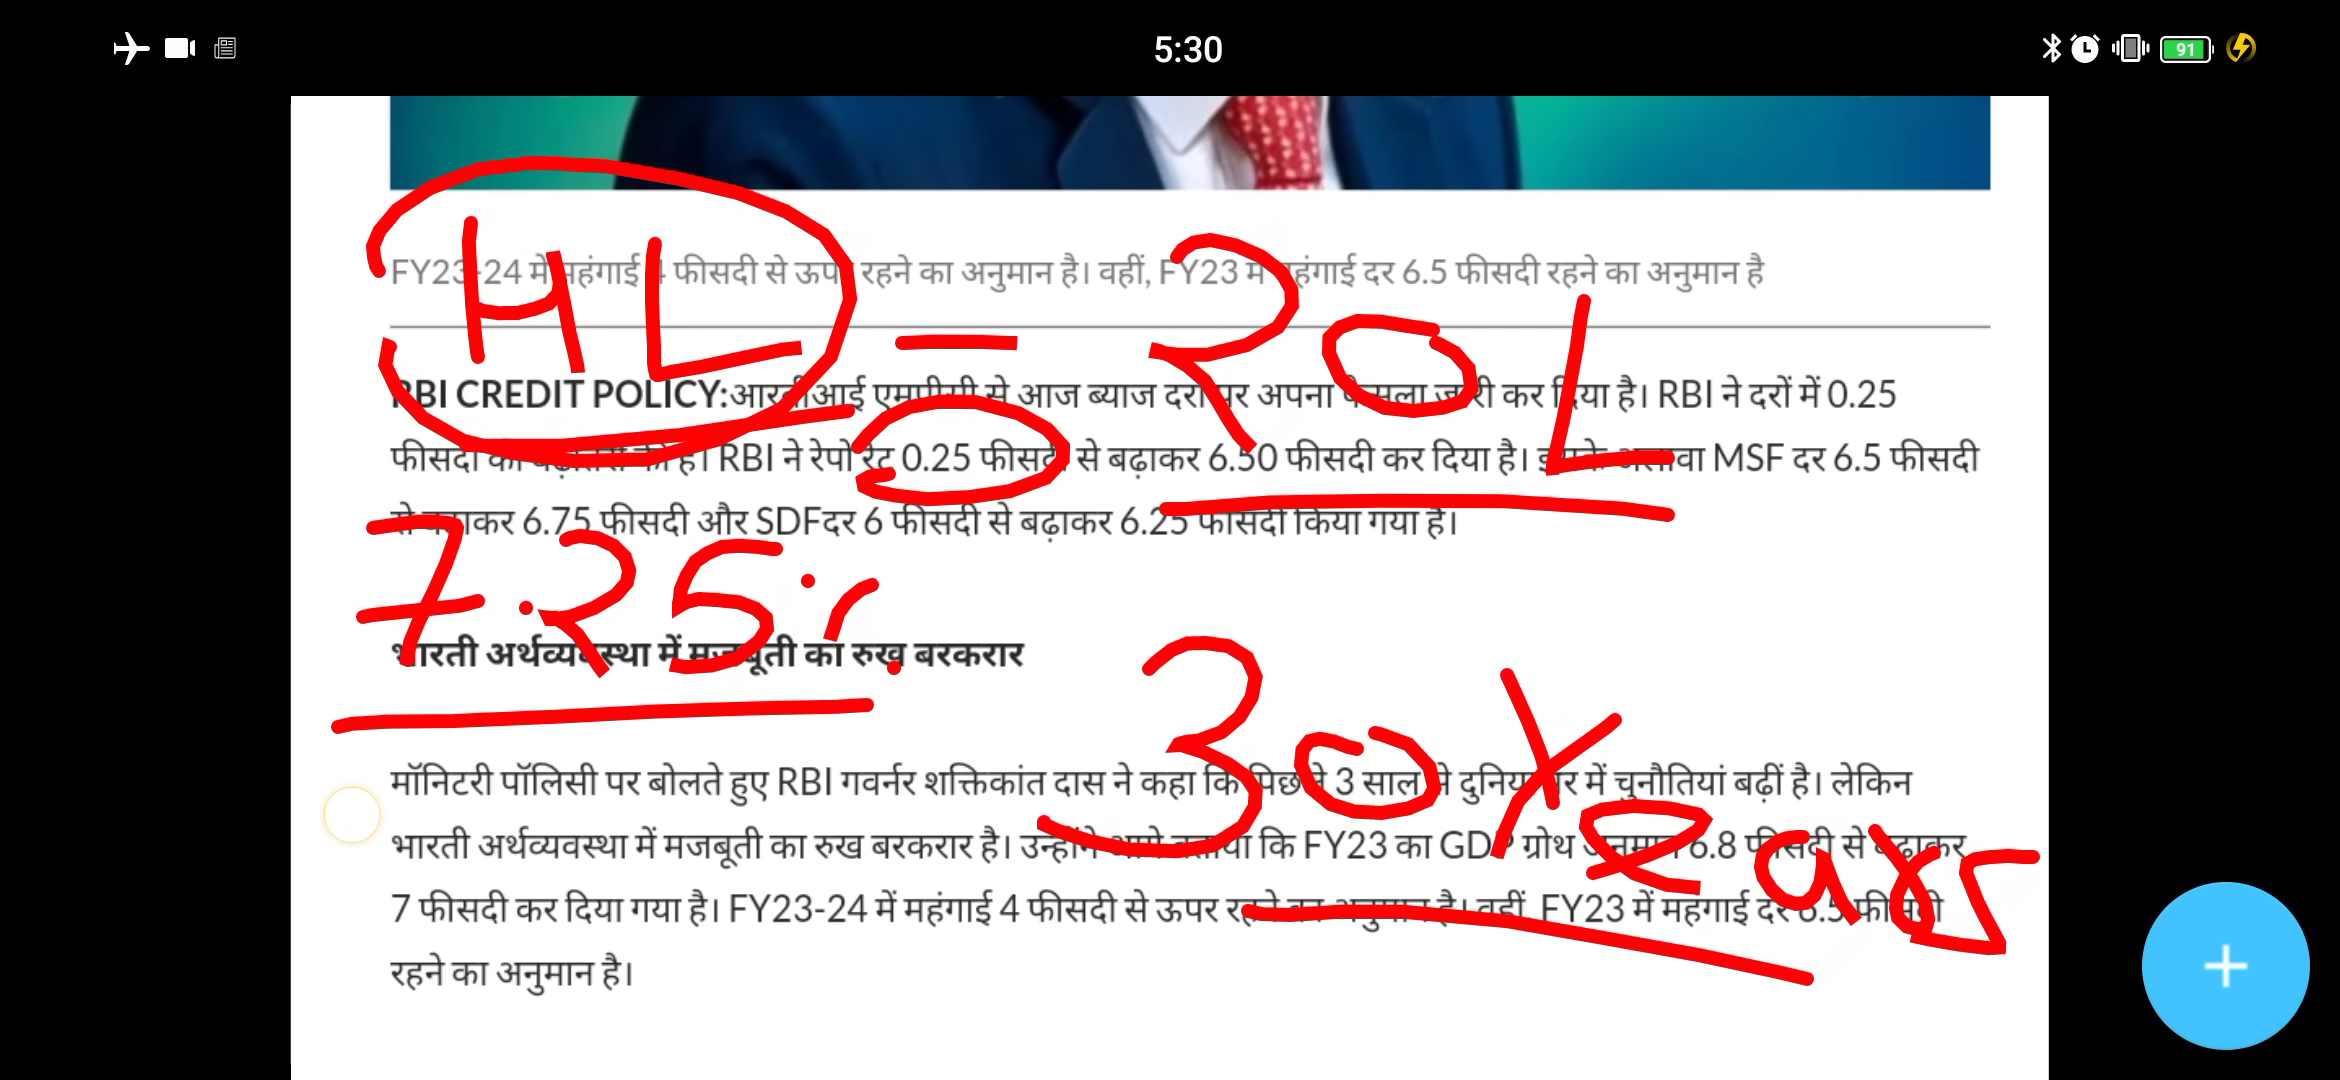 5:30
91
FY23-24 में महंगाई 4 फीसदी से ऊपर रहने का अनुमान है। वहीं, FY23 में महंगाई दर 6.5 फीसदी रहने का अनुमान है
HL = 20L
RBI CREDIT POLICY:आरबीआई एमपीसी से आज ब्याज दरों पर अपना फैसला जारी कर दिया है। RBI ने दरों में 0.25
फीसदी की बढ़ोतरी की है। RBI ने रेपो रेट 0.25 फीसदी से बढ़ाकर 6.50 फीसदी कर दिया है। इसके अलावा MSF दर 6.5 फीसदी
से बढ़ाकर 6.75 फीसदी और SDFदर 6 फीसदी से बढ़ाकर 6.25 फीसदी किया गया है।
7.25%
भारती अर्थव्यवस्था में मजबूती का रुख बरकरार
30 Years
मॉनिटरी पॉलिसी पर बोलते हुए RBI गवर्नर शक्तिकांत दास ने कहा कि पिछले 3 साल से दुनियाभर में चुनौतियां बढ़ीं है। लेकिन
भारती अर्थव्यवस्था में मजबूती का रुख बरकरार है। उन्होंने आगे बताया कि FY23 का GDP ग्रोथ अनुमान 6.8 फीसदी से बढ़ाकर
7 फीसदी कर दिया गया है। FY23-24 में महंगाई 4 फीसदी से ऊपर रहने का अनुमान है। वहीं, FY23 में महंगाई दर 6.5 फीसदी
रहने का अनुमान है।